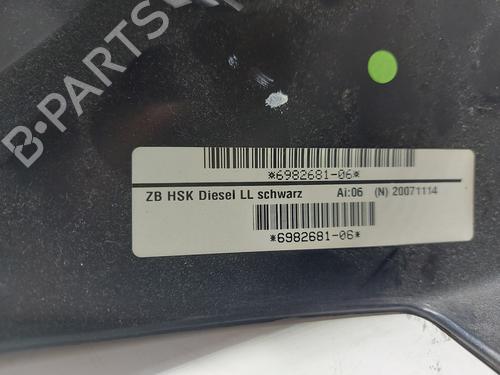 B-PARTS
*6982681-06*
ZB HSK Diesel LL schwarz Ai:06 (N) 20071114
*6982681-06*